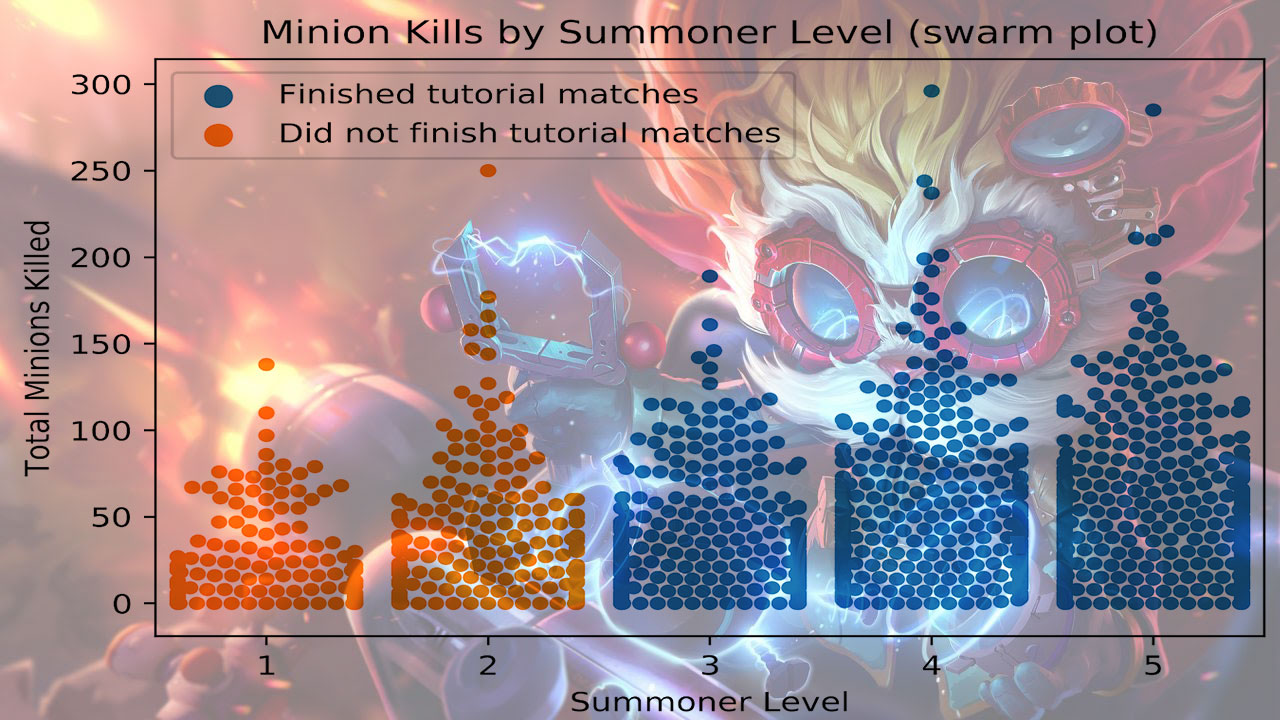 Minion Kills by Summoner Level (swarm plot)
Finished tutorial matches
Did not finish tutorial matches
Total Minions Killed
300
250
200
150
100
50
0
1 2 3 4 5
Summoner Level